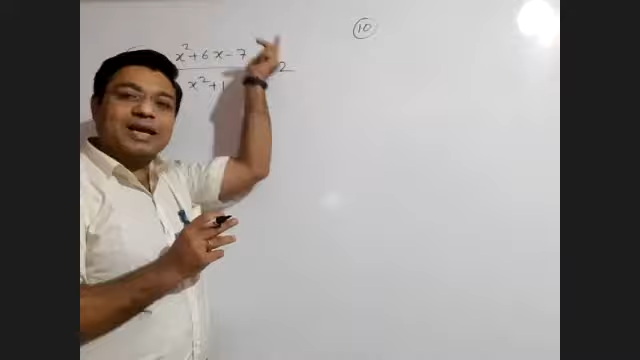 x² + 6x - 7
x² + 1
2
10